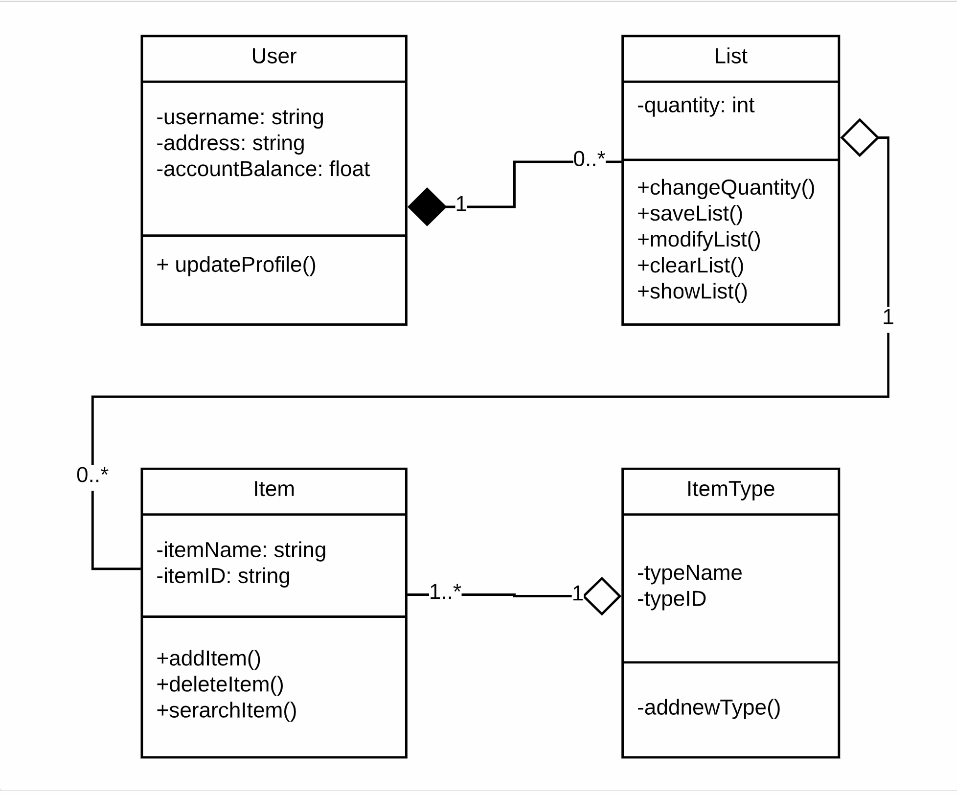 User
-username: string
-address: string
-accountBalance: float
+ updateProfile()
1
0..*
List
-quantity: int
+changeQuantity()
+saveList()
+modifyList()
+clearList()
+showList()
1
0..*
Item
-itemName: string
-itemID: string
+addItem()
+deleteItem()
+serarchItem()
1..*
1
ItemType
-typeName
-typeID
-addnewType()